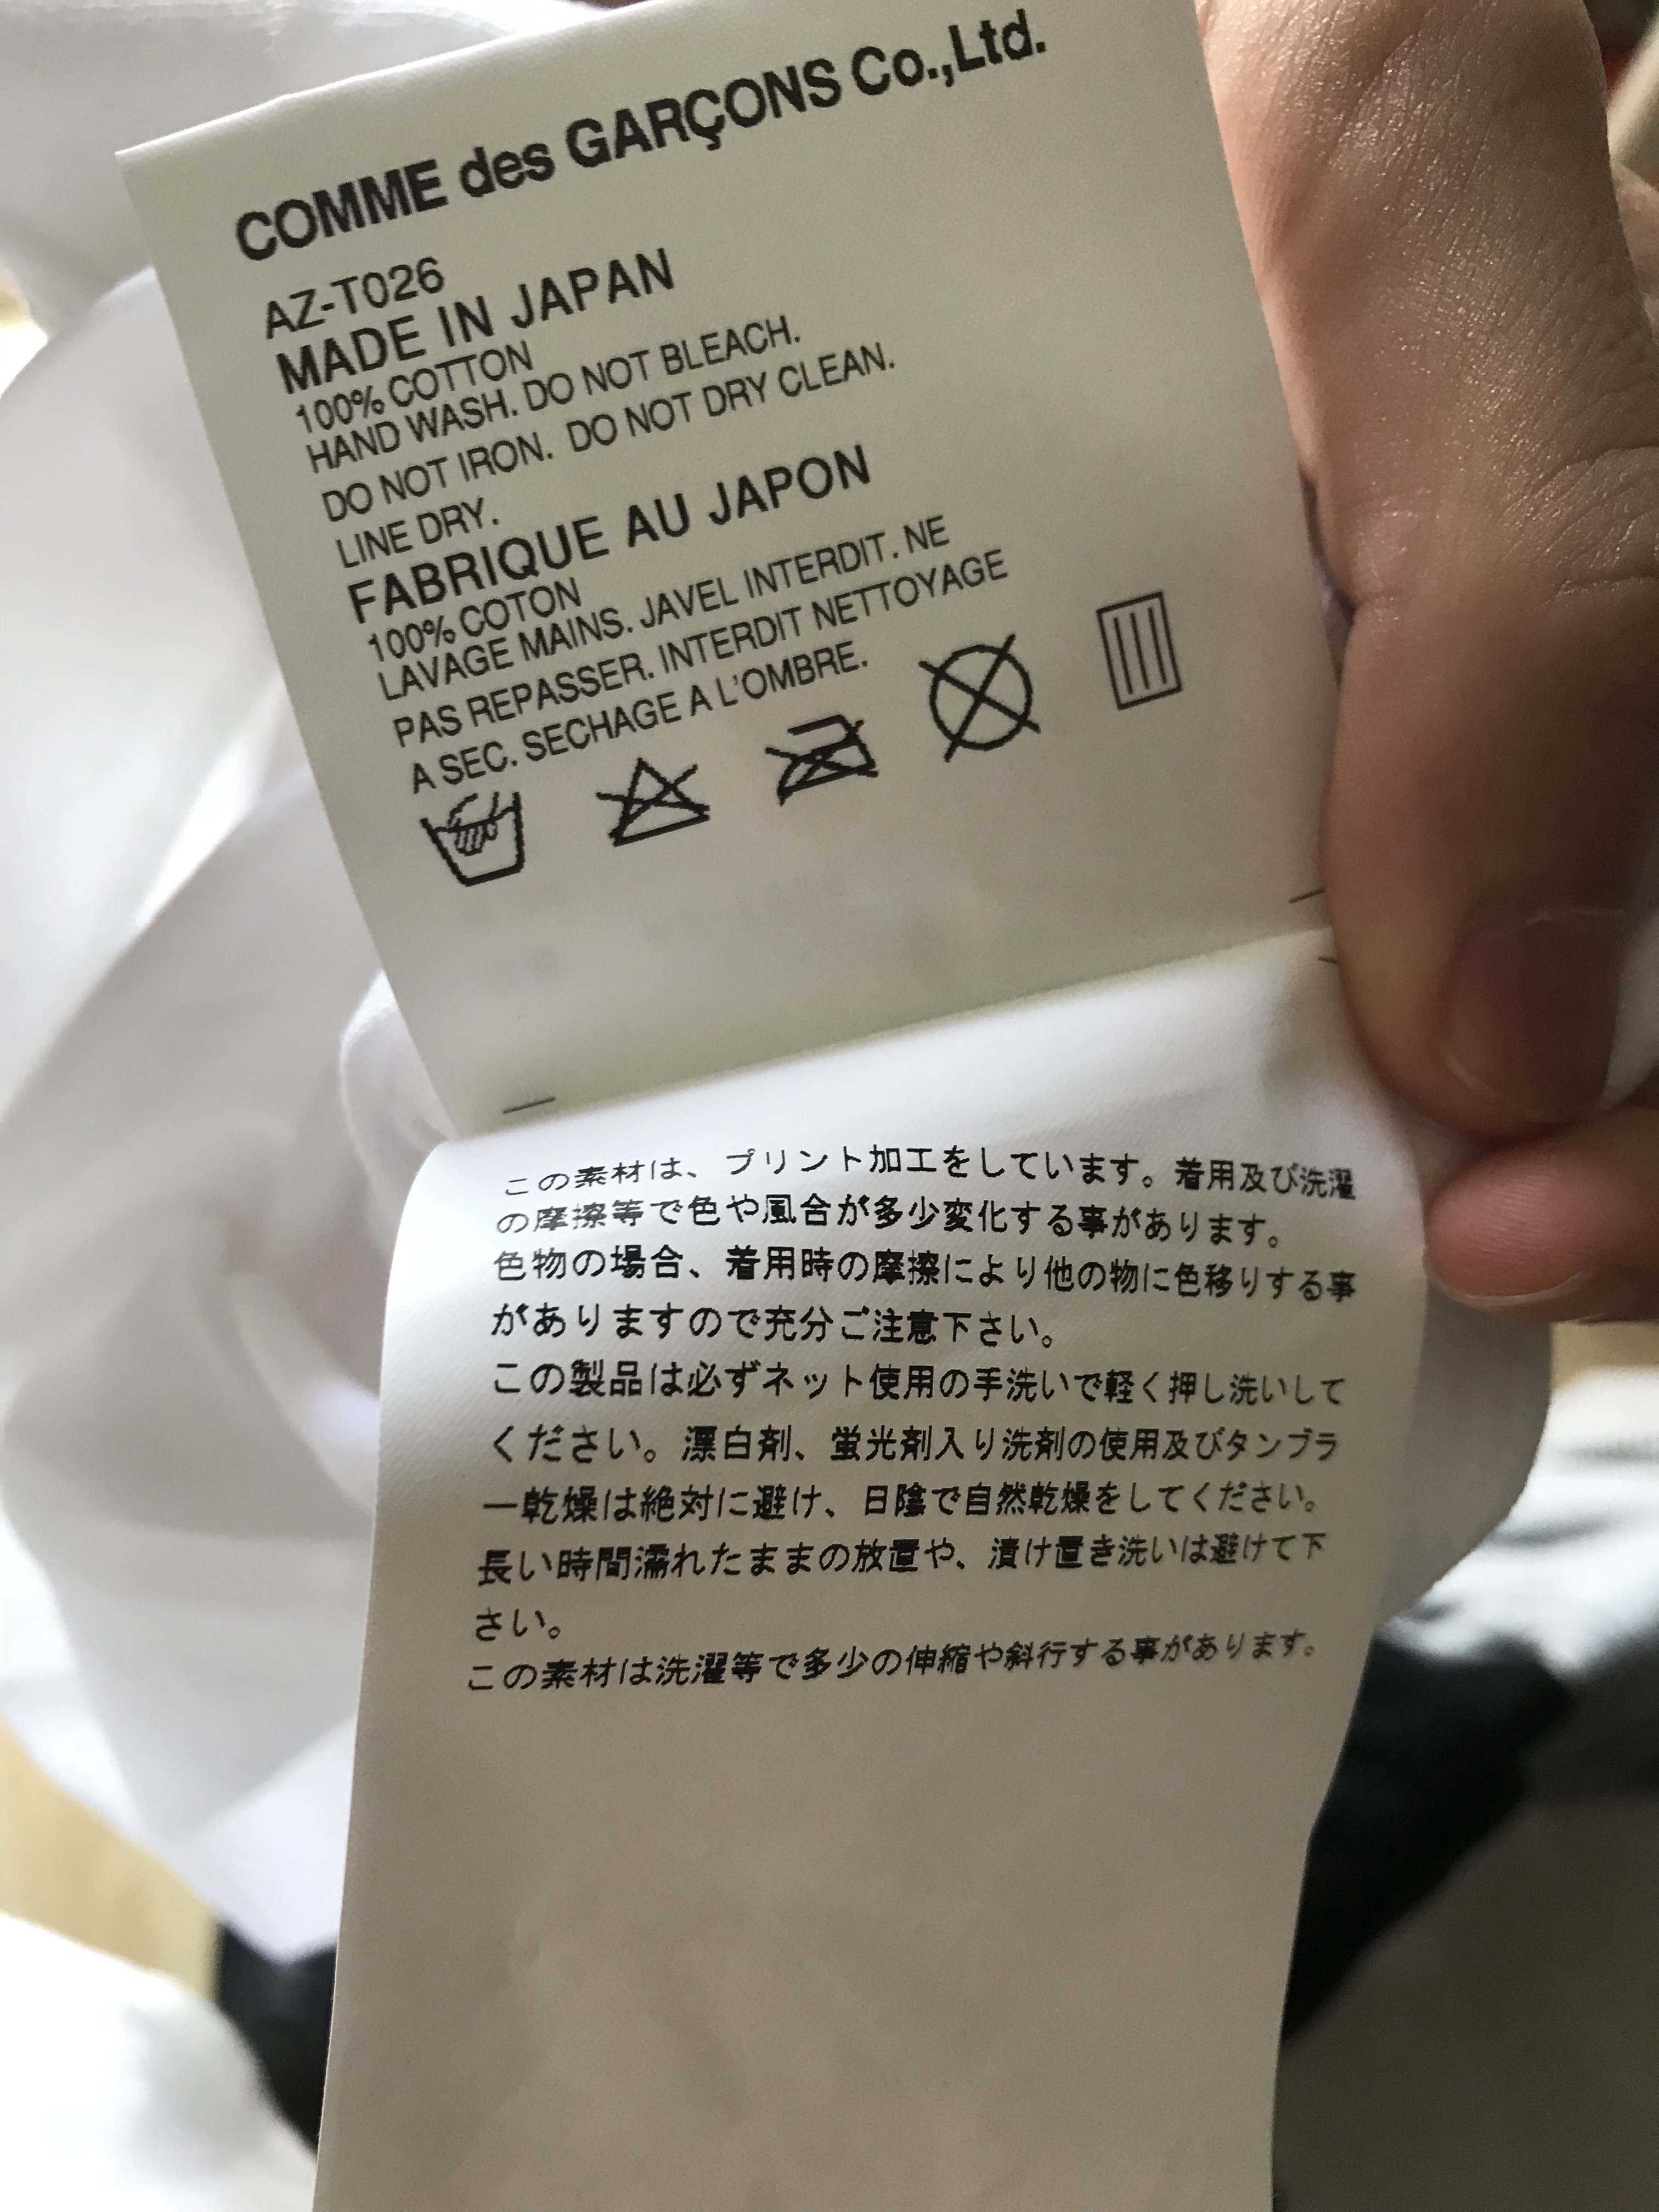 COMME des GARÇONS Co.,Ltd.
AZ-T026
MADE IN JAPAN
100% COTTON
HAND WASH. DO NOT BLEACH.
DO NOT IRON. DO NOT DRY CLEAN.
LINE DRY.
FABRIQUE AU JAPON
100% COTON
LAVAGE MAINS. JAVEL INTERDIT. NE
PAS REPASSER. INTERDIT NETTOYAGE
A SEC. SECHAGE A L'OMBRE.
この素材は、プリント加工をしています。着用及び洗濯
の摩擦等で色や風合が多少変化する事があります。
色物の場合、着用時の摩擦により他の物に色移りする事
がありますので充分ご注意下さい。
この製品は必ずネット使用の手洗いで軽く押し洗いして
ください。漂白剤、蛍光剤入り洗剤の使用及びタンブラ
ー乾燥は絶対に避け、日陰で自然乾燥をしてください。
長い時間濡れたままの放置や、漬け置き洗いは避けて下
さい。
この素材は洗濯等で多少の伸縮や斜行する事があります。